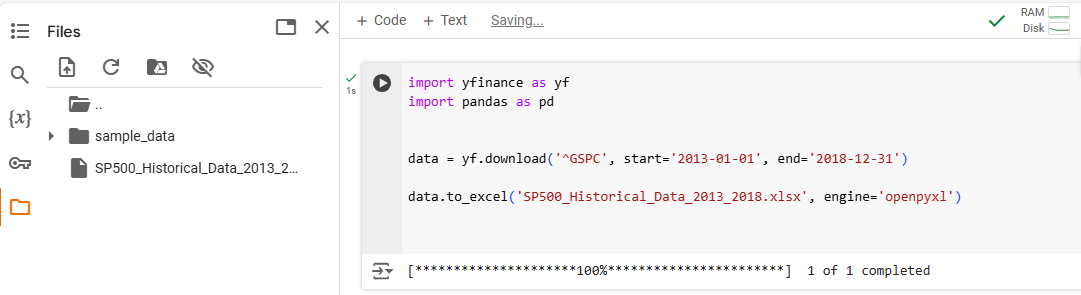 Files
{x}
..
sample_data
SP500_Historical_Data_2013_2...
+ Code + Text Saving...
RAM
Disk
1s
import yfinance as yf
import pandas as pd
data = yf.download('^GSPC', start='2013-01-01', end='2018-12-31')
data.to_excel('SP500_Historical_Data_2013_2018.xlsx', engine='openpyxl')
[*********************100%***********************] 1 of 1 completed